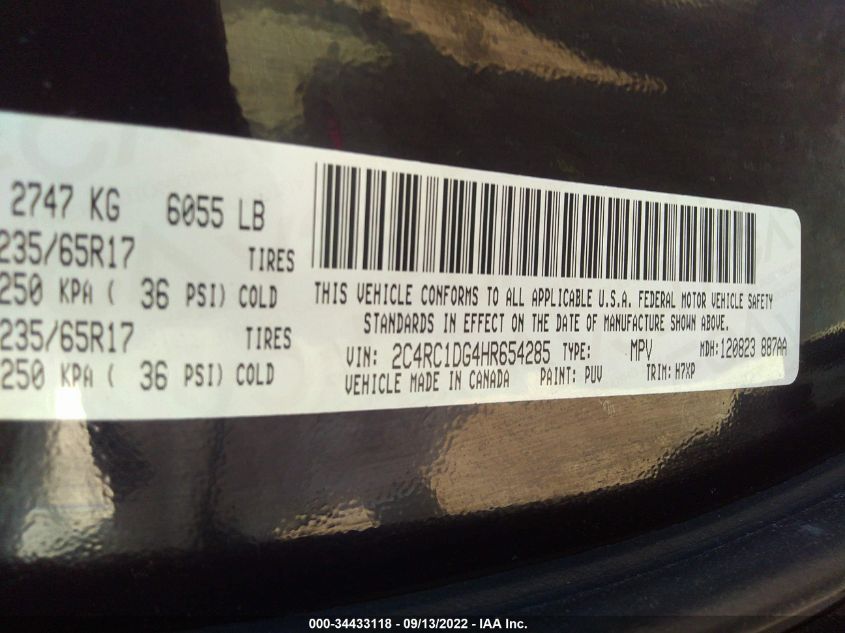 2747 KG 6055 LB
235/65R17 TIRES
250 KPA ( 36 PSI) COLD
235/65R17 TIRES
250 KPA ( 36 PSI) COLD
THIS VEHICLE CONFORMS TO ALL APPLICABLE U.S.A. FEDERAL MOTOR VEHICLE SAFETY
STANDARDS IN EFFECT ON THE DATE OF MANUFACTURE SHOWN ABOVE.
VIN: 2C4RC1DG4HR654285 TYPE: MPV MDH: 120823 887AA
VEHICLE MADE IN CANADA PAINT: PUV TRIM: H7XP
000-34433118 - 09/13/2022 - IAA Inc.